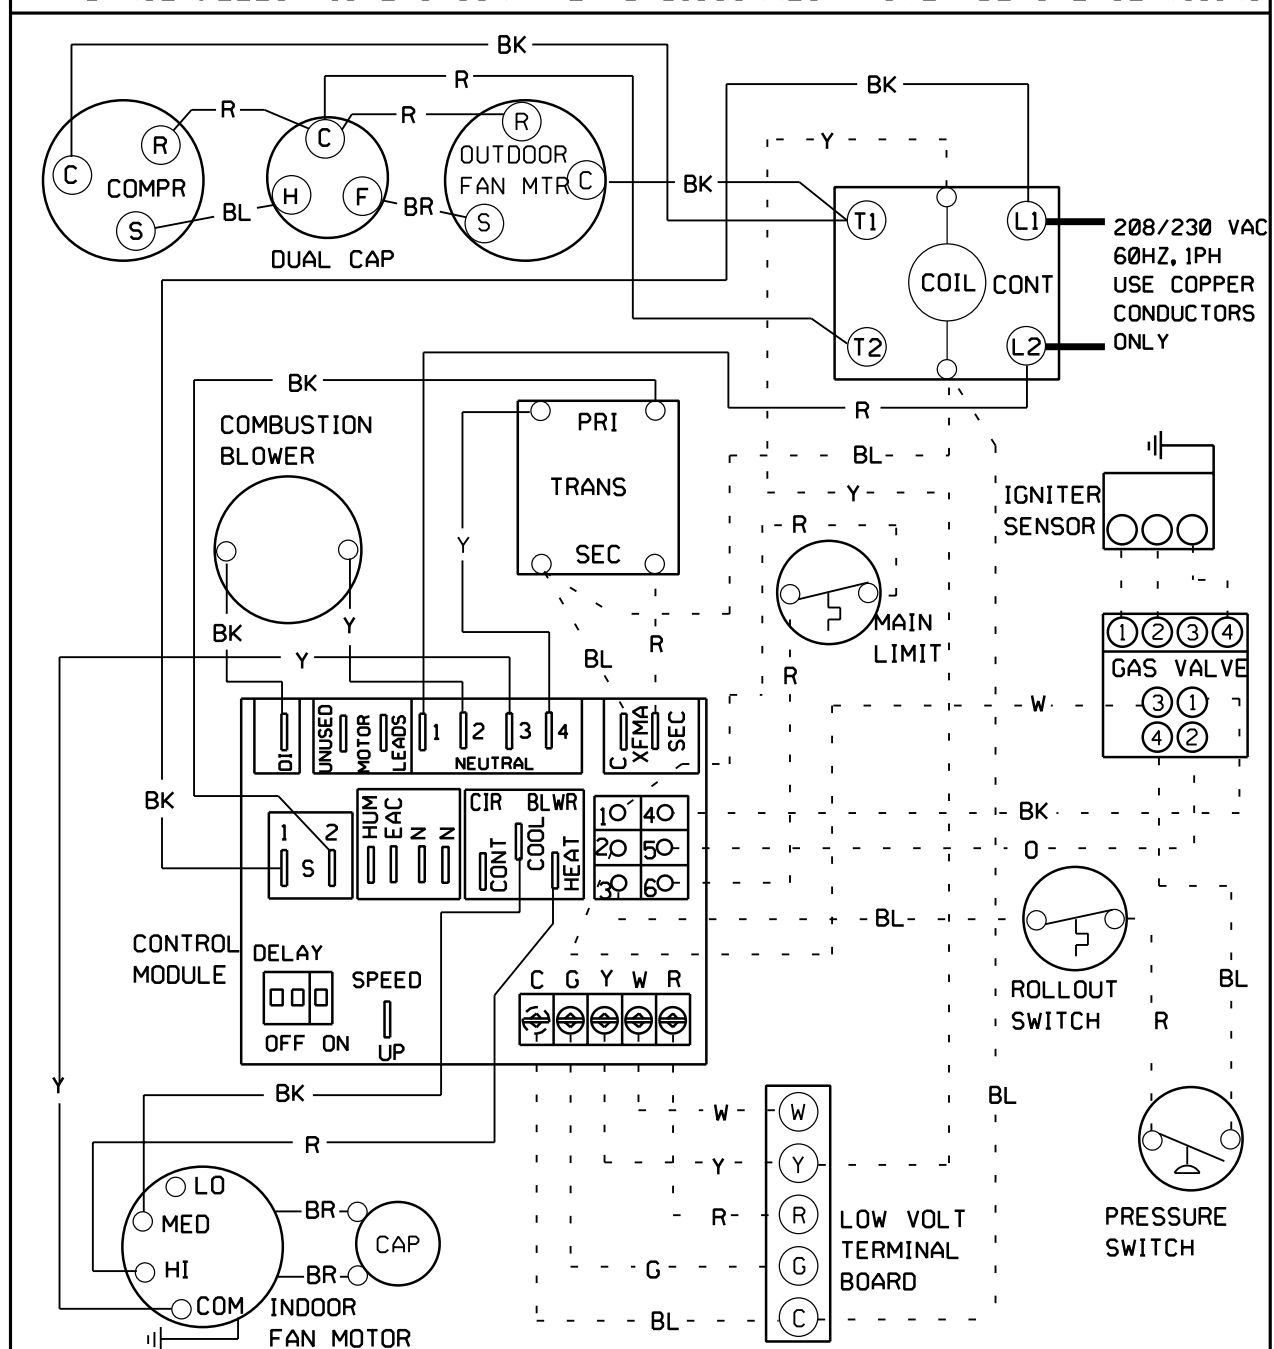 BK
R
BK
R
R
Y
R
C
R
OUTDOOR
FAN MTR
C
C
COMPR
BK
H
F
BL
BR
S
S
T1
L1
208/230 VAC
60HZ, 1PH
USE COPPER
CONDUCTORS
ONLY
DUAL CAP
COIL
CONT
T2
L2
BK
R
COMBUSTION
BLOWER
PRI
TRANS
SEC
BL
Y
IGNITER
SENSOR
R
Y
BK
Y
MAIN
LIMIT
1 2 3 4
GAS VALVE
3 1
4 2
Y
BL
R
R
W
UNUSED
MOTOR
LEADS
1 2 3 4
NEUTRAL
C
XFMA
SEC
BK
1 2
S
HUM
EAC
N
N
CIR BLWR
CONT
COOL
HEAT
1 4
2 5
3 6
BK
O
BL
CONTROL
MODULE
DELAY
OFF ON
SPEED
UP
C G Y W R
ROLLOUT
SWITCH
BL
R
Y
BK
R
W
Y
R
G
BL
W
Y
R
G
C
LOW VOLT
TERMINAL
BOARD
BL
PRESSURE
SWITCH
LO
MED
HI
COM
BR
BR
CAP
INDOOR
FAN MOTOR